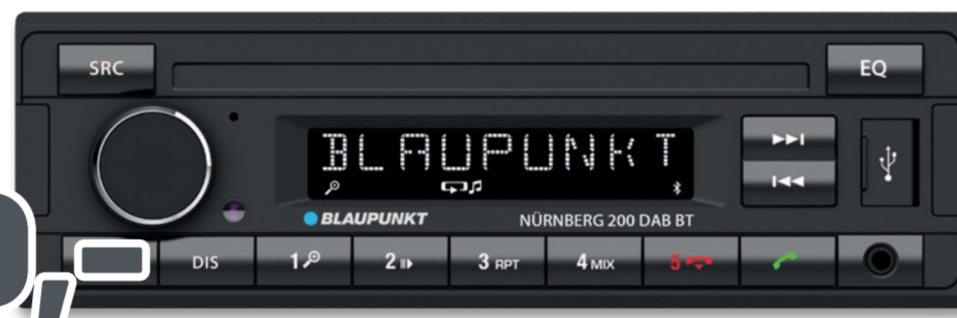 SRC
EQ
BLAUPUNKT
BLAUPUNKT
NÜRNBERG 200 DAB BT
DIS 1 2 3 RPT 4 MIX 5